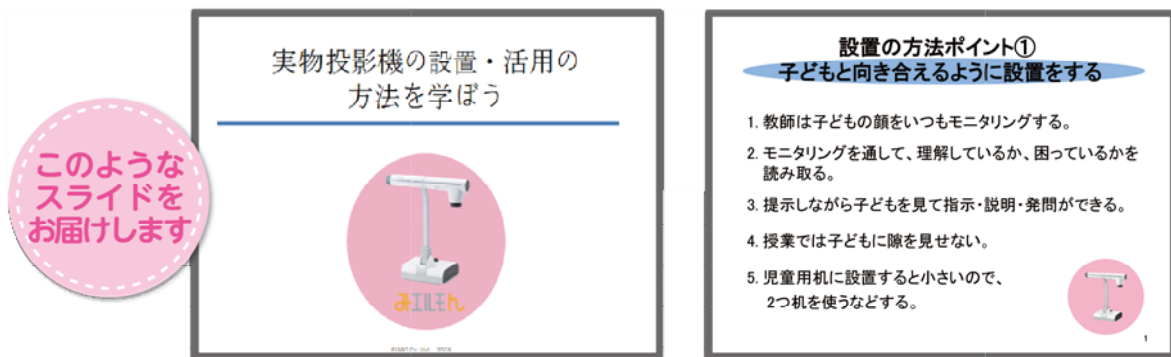 このような
スライドを
お届けします
実物投影機の設置・活用の
方法を学ぼう
みエルモん
設置の方法ポイント①
子どもと向き合えるように設置をする
1. 教師は子どもの顔をいつもモニタリングする。
2. モニタリングを通して、理解しているか、困っているかを
読み取る。
3. 提示しながら子どもを見て指示・説明・発問ができる。
4. 授業では子どもに隙を見せない。
5. 児童用机に設置すると小さいので、
2つ机を使うなどする。
1